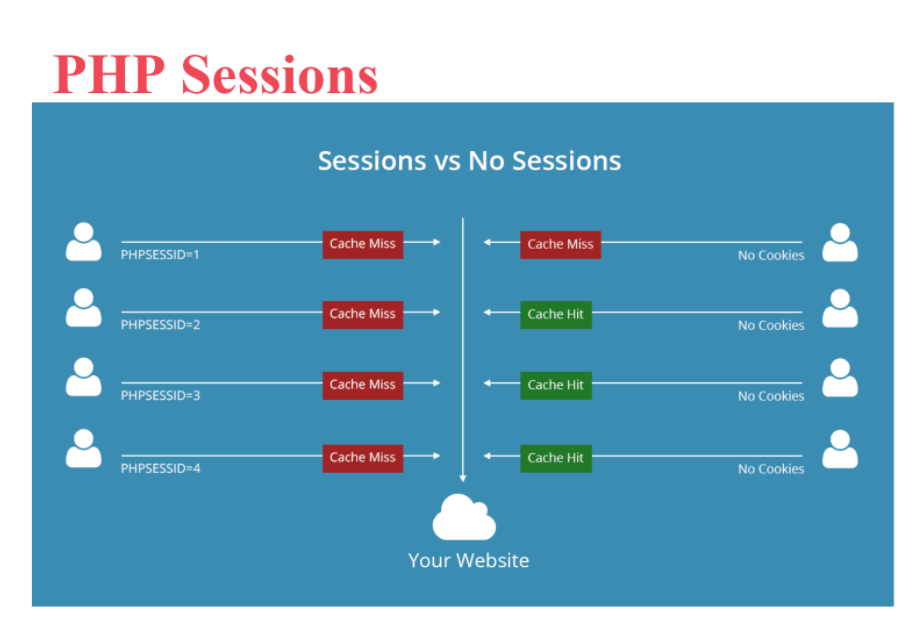 PHP Sessions
Sessions vs No Sessions
Cache Miss
PHPSESSID=1
Cache Miss
No Cookies
Cache Miss
PHPSESSID=2
Cache Hit
No Cookies
Cache Miss
PHPSESSID=3
Cache Hit
No Cookies
Cache Miss
PHPSESSID=4
Cache Hit
No Cookies
Your Website